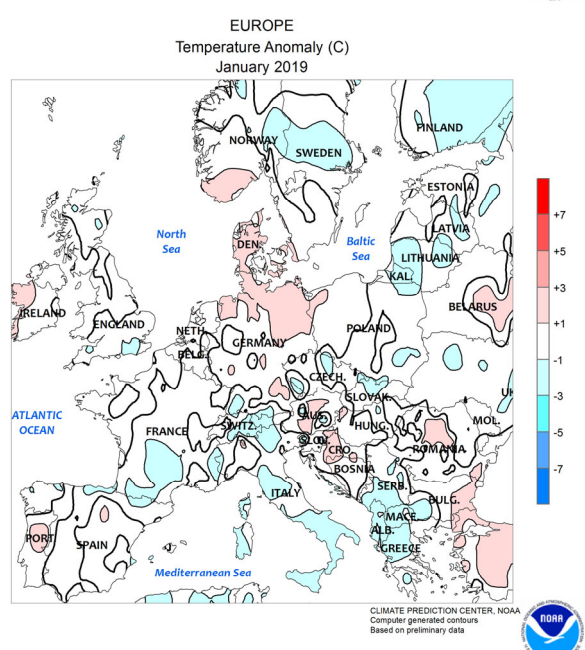 EUROPE
Temperature Anomaly (C)
January 2019
FINLAND
NORWAY
SWEDEN
ESTONIA
North
Sea
DEN.
Baltic
Sea
LATVIA
LITHUANIA
KAL.
IRELAND
ENGLAND
NETH.
BELG.
GERMANY
POLAND
BELARUS
CZECH.
SLOVAK.
ATLANTIC
OCEAN
FRANCE
SWITZ.
AUS.
HUNG.
MOL.
SLO.
CRO.
ROMANIA
BOSNIA
ITALY
SERB.
BULG.
MACE.
ALB.
GREECE
PORT
SPAIN
Mediterranean Sea
+7
+5
+3
+1
-1
-3
-5
-7
CLIMATE PREDICTION CENTER, NOAA
Computer generated contours
Based on preliminary data
NOAA